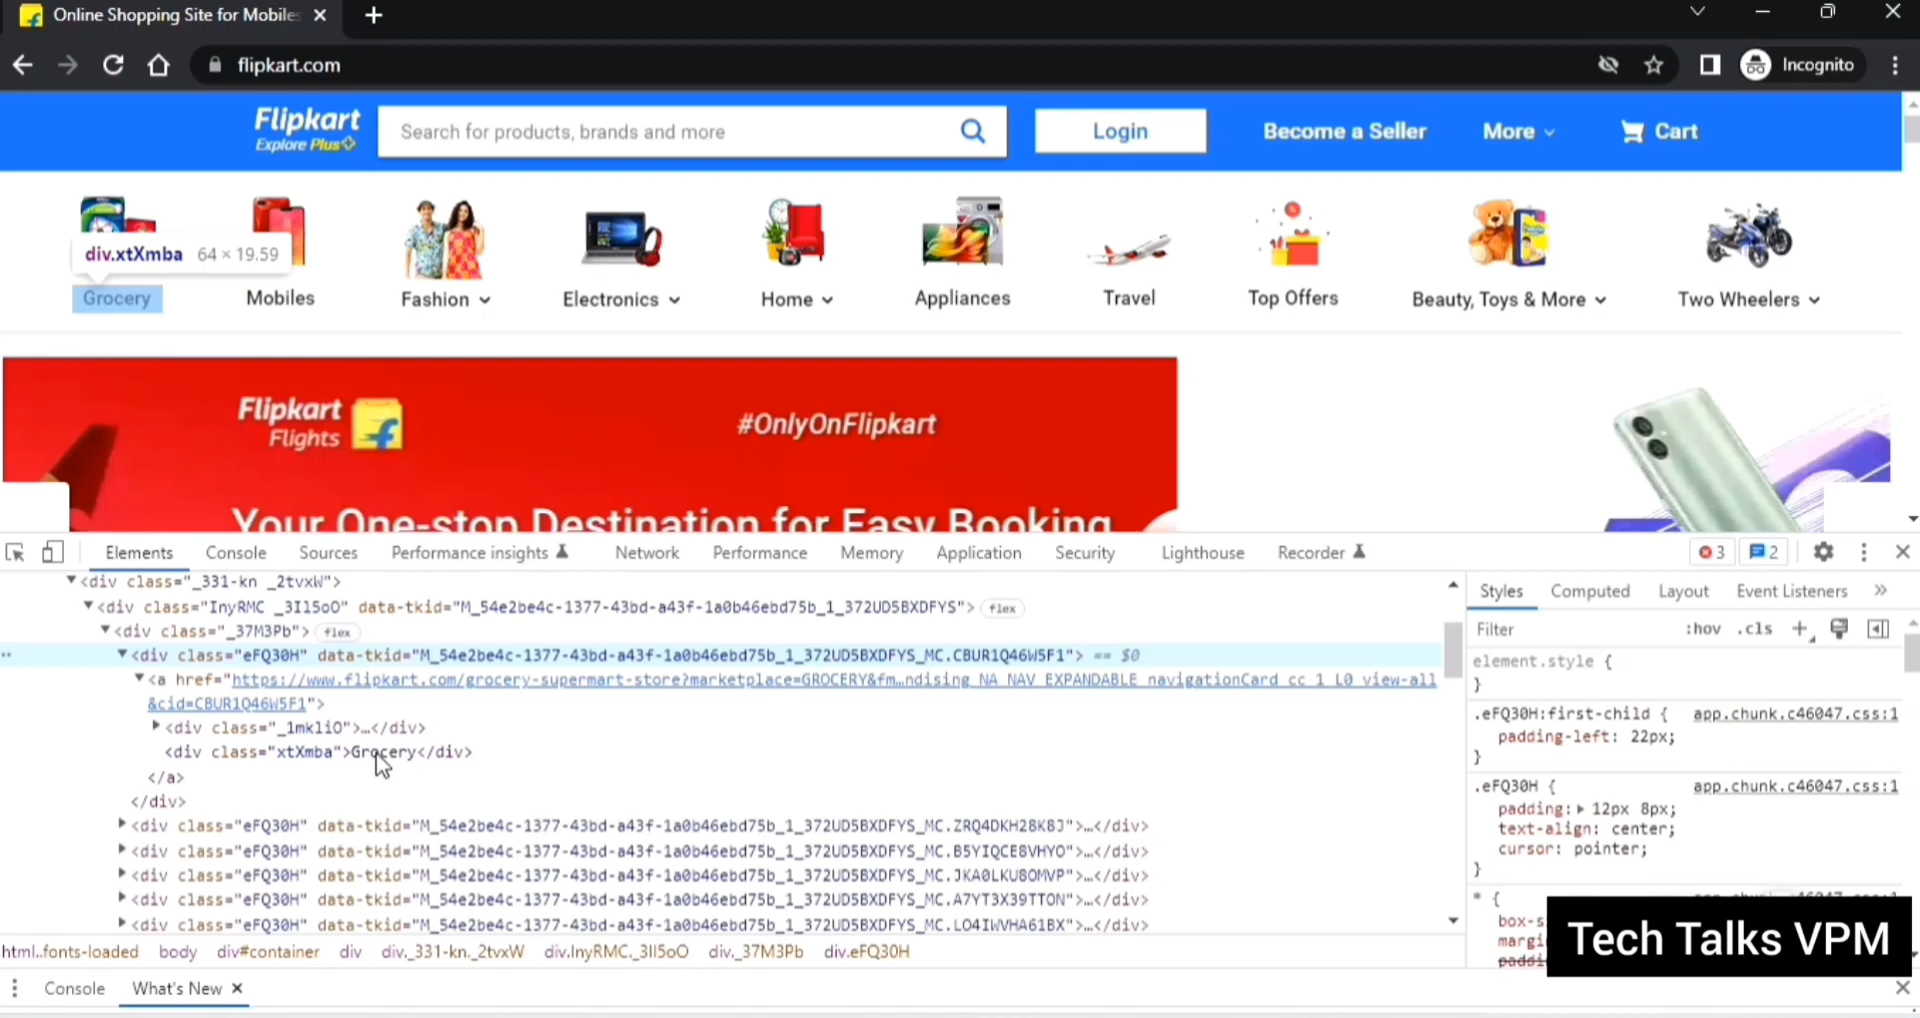 Online Shopping Site for Mobiles
flipkart.com
Incognito
Flipkart
Explore Plus
Search for products, brands and more
Login
Become a Seller
More
Cart
div.xtXmba 64 × 19.59
Grocery
Mobiles
Fashion
Electronics
Home
Appliances
Travel
Top Offers
Beauty, Toys & More
Two Wheelers
Flipkart
Flights
#OnlyOnFlipkart
Your One-stop Destination for Easy Booking
Elements
Console
Sources
Performance insights
Network
Performance
Memory
Application
Security
Lighthouse
Recorder
3
2
<div class="_331-kn _2tvxW">
<div class="InyRMC _3Il5oO" data-tkid="M_54e2be4c-1377-43bd-a43f-1a0b46ebd75b_1_372UD5BXDFYS"> flex
<div class="_37M3Pb"> flex
<div class="eFQ30H" data-tkid="M_54e2be4c-1377-43bd-a43f-1a0b46ebd75b_1_372UD5BXDFYS_MC.CBUR1Q46W5F1"> == $0
<a href="https://www.flipkart.com/grocery-supermart-store?marketplace=GROCERY&fm…ndising_NA_NAV_EXPANDABLE_navigationCard_cc_1_L0_view-all
&cid=CBUR1Q46W5F1">
<div class="_1mkliO">…</div>
<div class="xtXmba">Grocery</div>
</a>
</div>
<div class="eFQ30H" data-tkid="M_54e2be4c-1377-43bd-a43f-1a0b46ebd75b_1_372UD5BXDFYS_MC.ZRQ4DKH28K8J">…</div>
<div class="eFQ30H" data-tkid="M_54e2be4c-1377-43bd-a43f-1a0b46ebd75b_1_372UD5BXDFYS_MC.B5YIQCE8VHYO">…</div>
<div class="eFQ30H" data-tkid="M_54e2be4c-1377-43bd-a43f-1a0b46ebd75b_1_372UD5BXDFYS_MC.JKA0LKU8OMVP">…</div>
<div class="eFQ30H" data-tkid="M_54e2be4c-1377-43bd-a43f-1a0b46ebd75b_1_372UD5BXDFYS_MC.A7YT3X39TTON">…</div>
<div class="eFQ30H" data-tkid="M_54e2be4c-1377-43bd-a43f-1a0b46ebd75b_1_372UD5BXDFYS_MC.LO4IWVHA61BX">…</div>
html..fonts-loaded body div#container div div._331-kn._2tvxW div.InyRMC._3Il5oO div._37M3Pb div.eFQ30H
Styles
Computed
Layout
Event Listeners
Filter
:hov
.cls
element.style {
}
.eFQ30H:first-child { app.chunk.c46047.css:1
padding-left: 22px;
}
.eFQ30H { app.chunk.c46047.css:1
padding: 12px 8px;
text-align: center;
cursor: pointer;
}
* {
Tech Talks VPM
Console
What's New